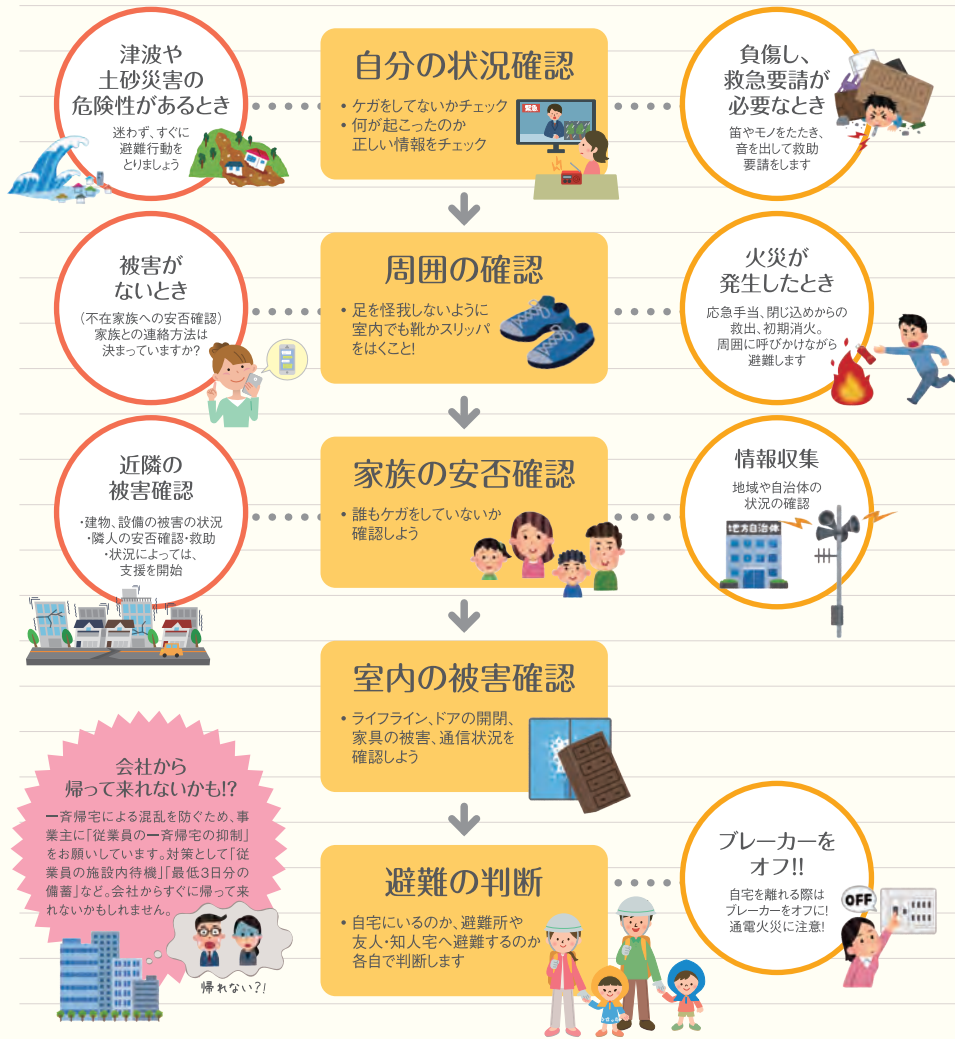 津波や
土砂災害の
危険性があるとき
迷わず、すぐに
避難行動を
とりましょう
自分の状況確認
• ケガをしてないかチェック
• 何が起こったのか
正しい情報をチェック
緊急
負傷し、
救急要請が
必要なとき
笛やモノをたたき、
音を出して救助
要請をします
被害が
ないとき
(不在家族への安否確認)
家族との連絡方法は
決まっていますか?
周囲の確認
• 足を怪我しないように
室内でも靴かスリッパ
をはくこと!
火災が
発生したとき
応急手当、閉じ込めからの
救出、初期消火。
周囲に呼びかけながら
避難します
近隣の
被害確認
・建物、設備の被害の状況
・隣人の安否確認・救助
・状況によっては、
支援を開始
家族の安否確認
• 誰もケガをしていないか
確認しよう
情報収集
地域や自治体の
状況の確認
地方自治体
室内の被害確認
• ライフライン、ドアの開閉、
家具の被害、通信状況を
確認しよう
会社から
帰って来れないかも!?
一斉帰宅による混乱を防ぐため、事
業主に「従業員の一斉帰宅の抑制」
をお願いしています。対策として「従
業員の施設内待機」「最低3日分の
備蓄」など。会社からすぐに帰って来
れないかもしれません。
帰れない?!
避難の判断
• 自宅にいるのか、避難所や
友人・知人宅へ避難するのか
各自で判断します
ブレーカーを
オフ!!
自宅を離れる際は
ブレーカーをオフに!
通電火災に注意!
OFF